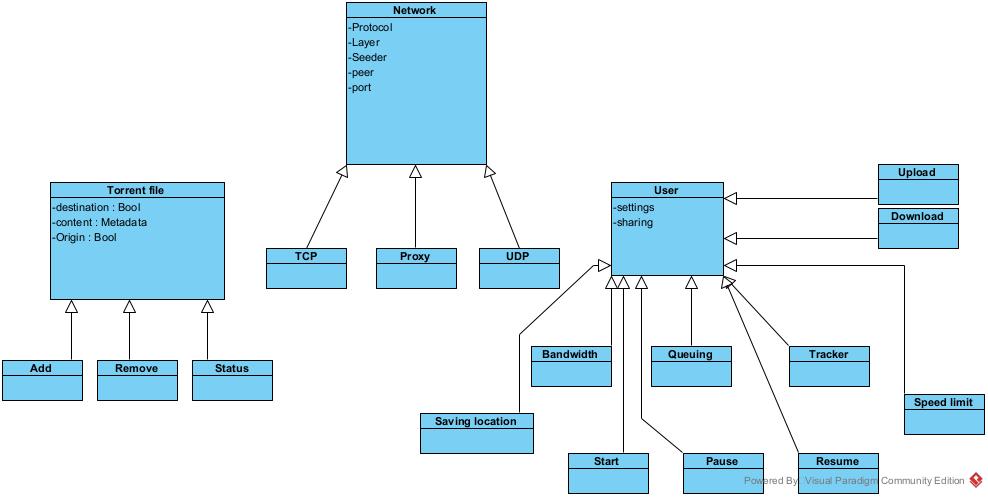 Network
-Protocol
-Layer
-Seeder
-peer
-port
Torrent file
-destination : Bool
-content : Metadata
-Origin : Bool
User
-settings
-sharing
Upload
Download
TCP
Proxy
UDP
Add
Remove
Status
Bandwidth
Queuing
Tracker
Saving location
Speed limit
Start
Pause
Resume
Powered By: Visual Paradigm Community Edition